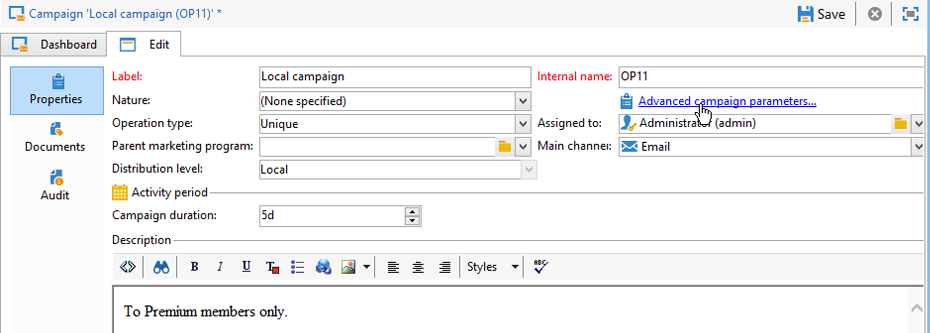 Campaign 'Local campaign (OP11)' * Save
Dashboard Edit
Properties
Documents
Audit
Label: Local campaign Internal name: OP11
Nature: (None specified) Advanced campaign parameters...
Operation type: Unique Assigned to: Administrator (admin)
Parent marketing program: Main channel: Email
Distribution level: Local
Activity period
Campaign duration: 5d
Description
B I U T Styles ABC
To Premium members only.